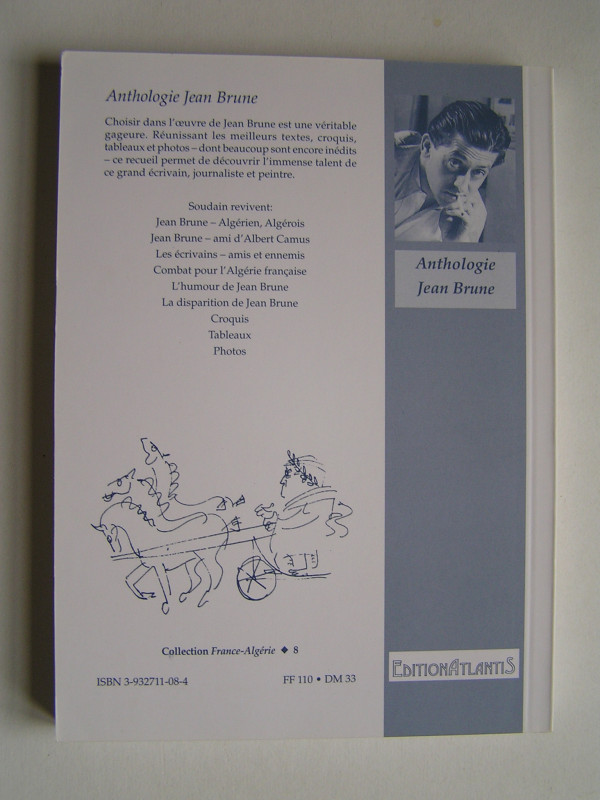 Anthologie Jean Brune
Choisir dans l'œuvre de Jean Brune est une véritable
gageure. Réunissant les meilleurs textes, croquis,
tableaux et photos – dont beaucoup sont encore inédits
– ce recueil permet de découvrir l'immense talent de
ce grand écrivain, journaliste et peintre.
Soudain revivent:
Jean Brune – Algérien, Algérois
Jean Brune – ami d'Albert Camus
Les écrivains – amis et ennemis
Combat pour l'Algérie française
L'humour de Jean Brune
La disparition de Jean Brune
Croquis
Tableaux
Photos
Collection France-Algérie ◆ 8
ISBN 3-932711-08-4
FF 110 • DM 33
Anthologie
Jean Brune
EDITIONATLANTIS